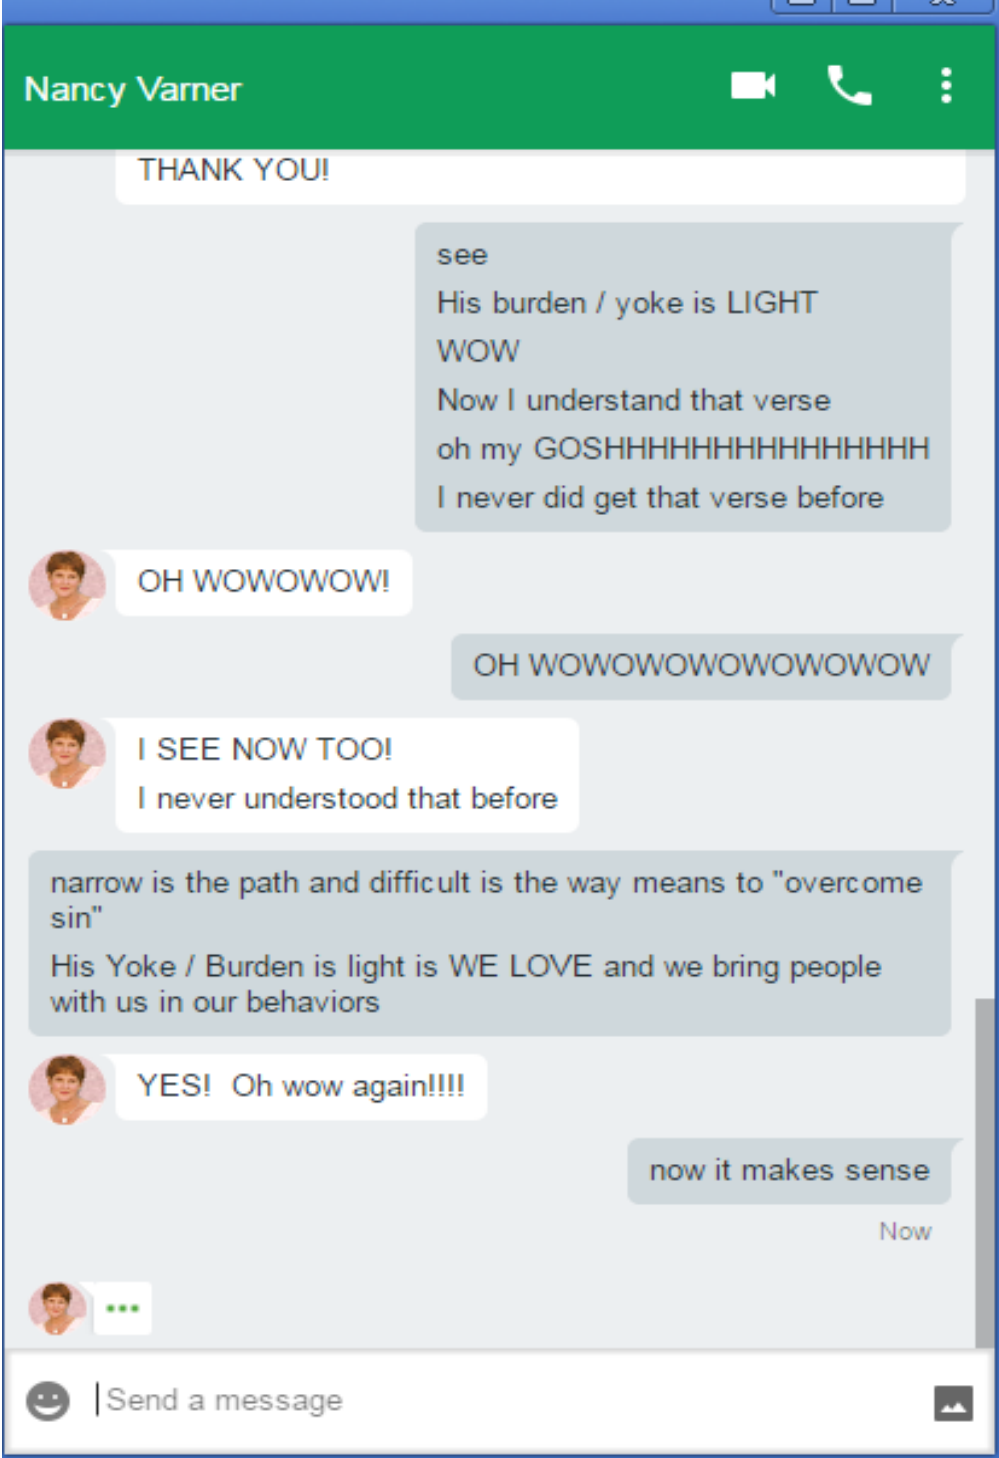 Nancy Varner
THANK YOU!
see
His burden / yoke is LIGHT
WOW
Now I understand that verse
oh my GOSHHHHHHHHHHHHHHH
I never did get that verse before
OH WOWOWOW!
OH WOWOWOWOWOWOWOW
I SEE NOW TOO!
I never understood that before
narrow is the path and difficult is the way means to "overcome
sin"
His Yoke / Burden is light is WE LOVE and we bring people
with us in our behaviors
YES!  Oh wow again!!!!
now it makes sense
Now
Send a message